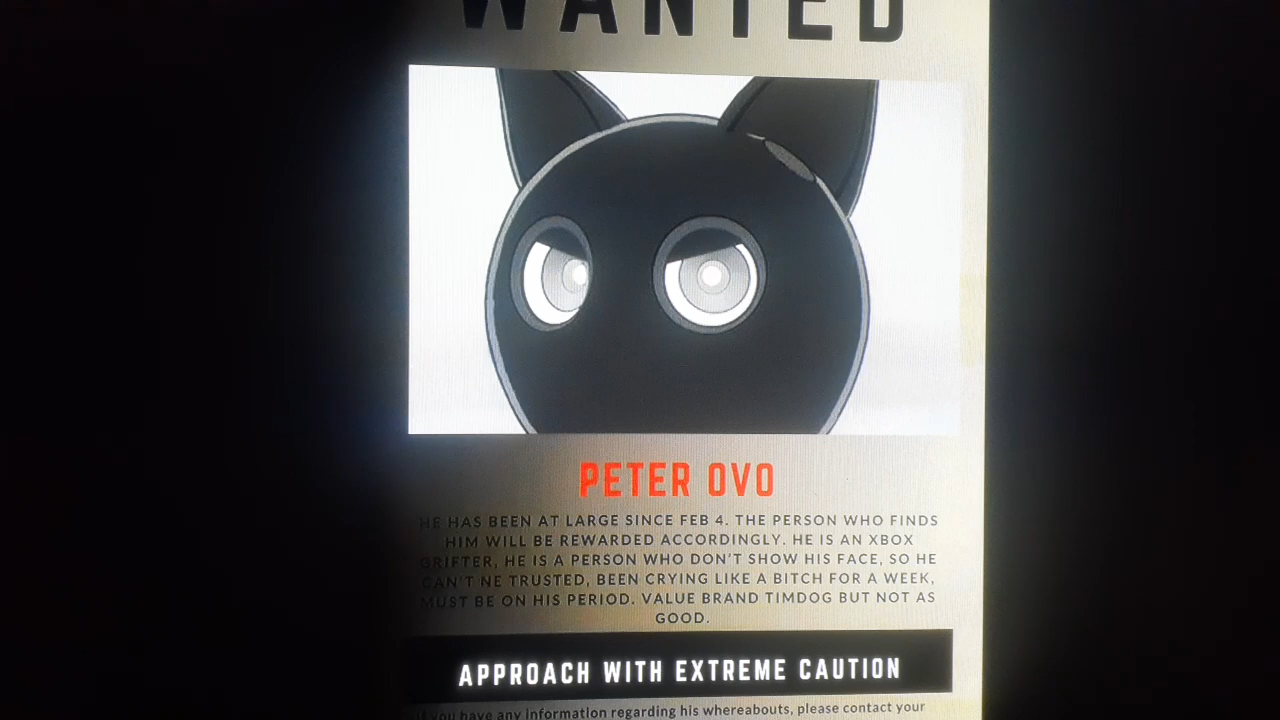 WANTED
PETER OVO
HE HAS BEEN AT LARGE SINCE FEB 4. THE PERSON WHO FINDS
HIM WILL BE REWARDED ACCORDINGLY. HE IS AN XBOX
GRIFTER, HE IS A PERSON WHO DON'T SHOW HIS FACE, SO HE
CAN'T NE TRUSTED, BEEN CRYING LIKE A BITCH FOR A WEEK,
MUST BE ON HIS PERIOD. VALUE BRAND TIMDOG BUT NOT AS
GOOD.
APPROACH WITH EXTREME CAUTION
If you have any information regarding his whereabouts, please contact your